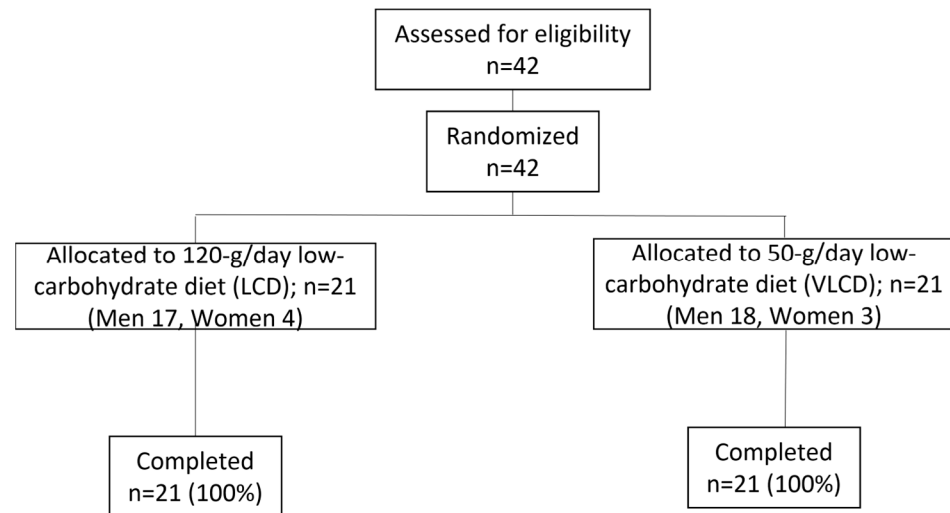 Assessed for eligibility
n=42
Randomized
n=42
Allocated to 120-g/day low-
carbohydrate diet (LCD); n=21
(Men 17, Women 4)
Allocated to 50-g/day low-
carbohydrate diet (VLCD); n=21
(Men 18, Women 3)
Completed
n=21 (100%)
Completed
n=21 (100%)